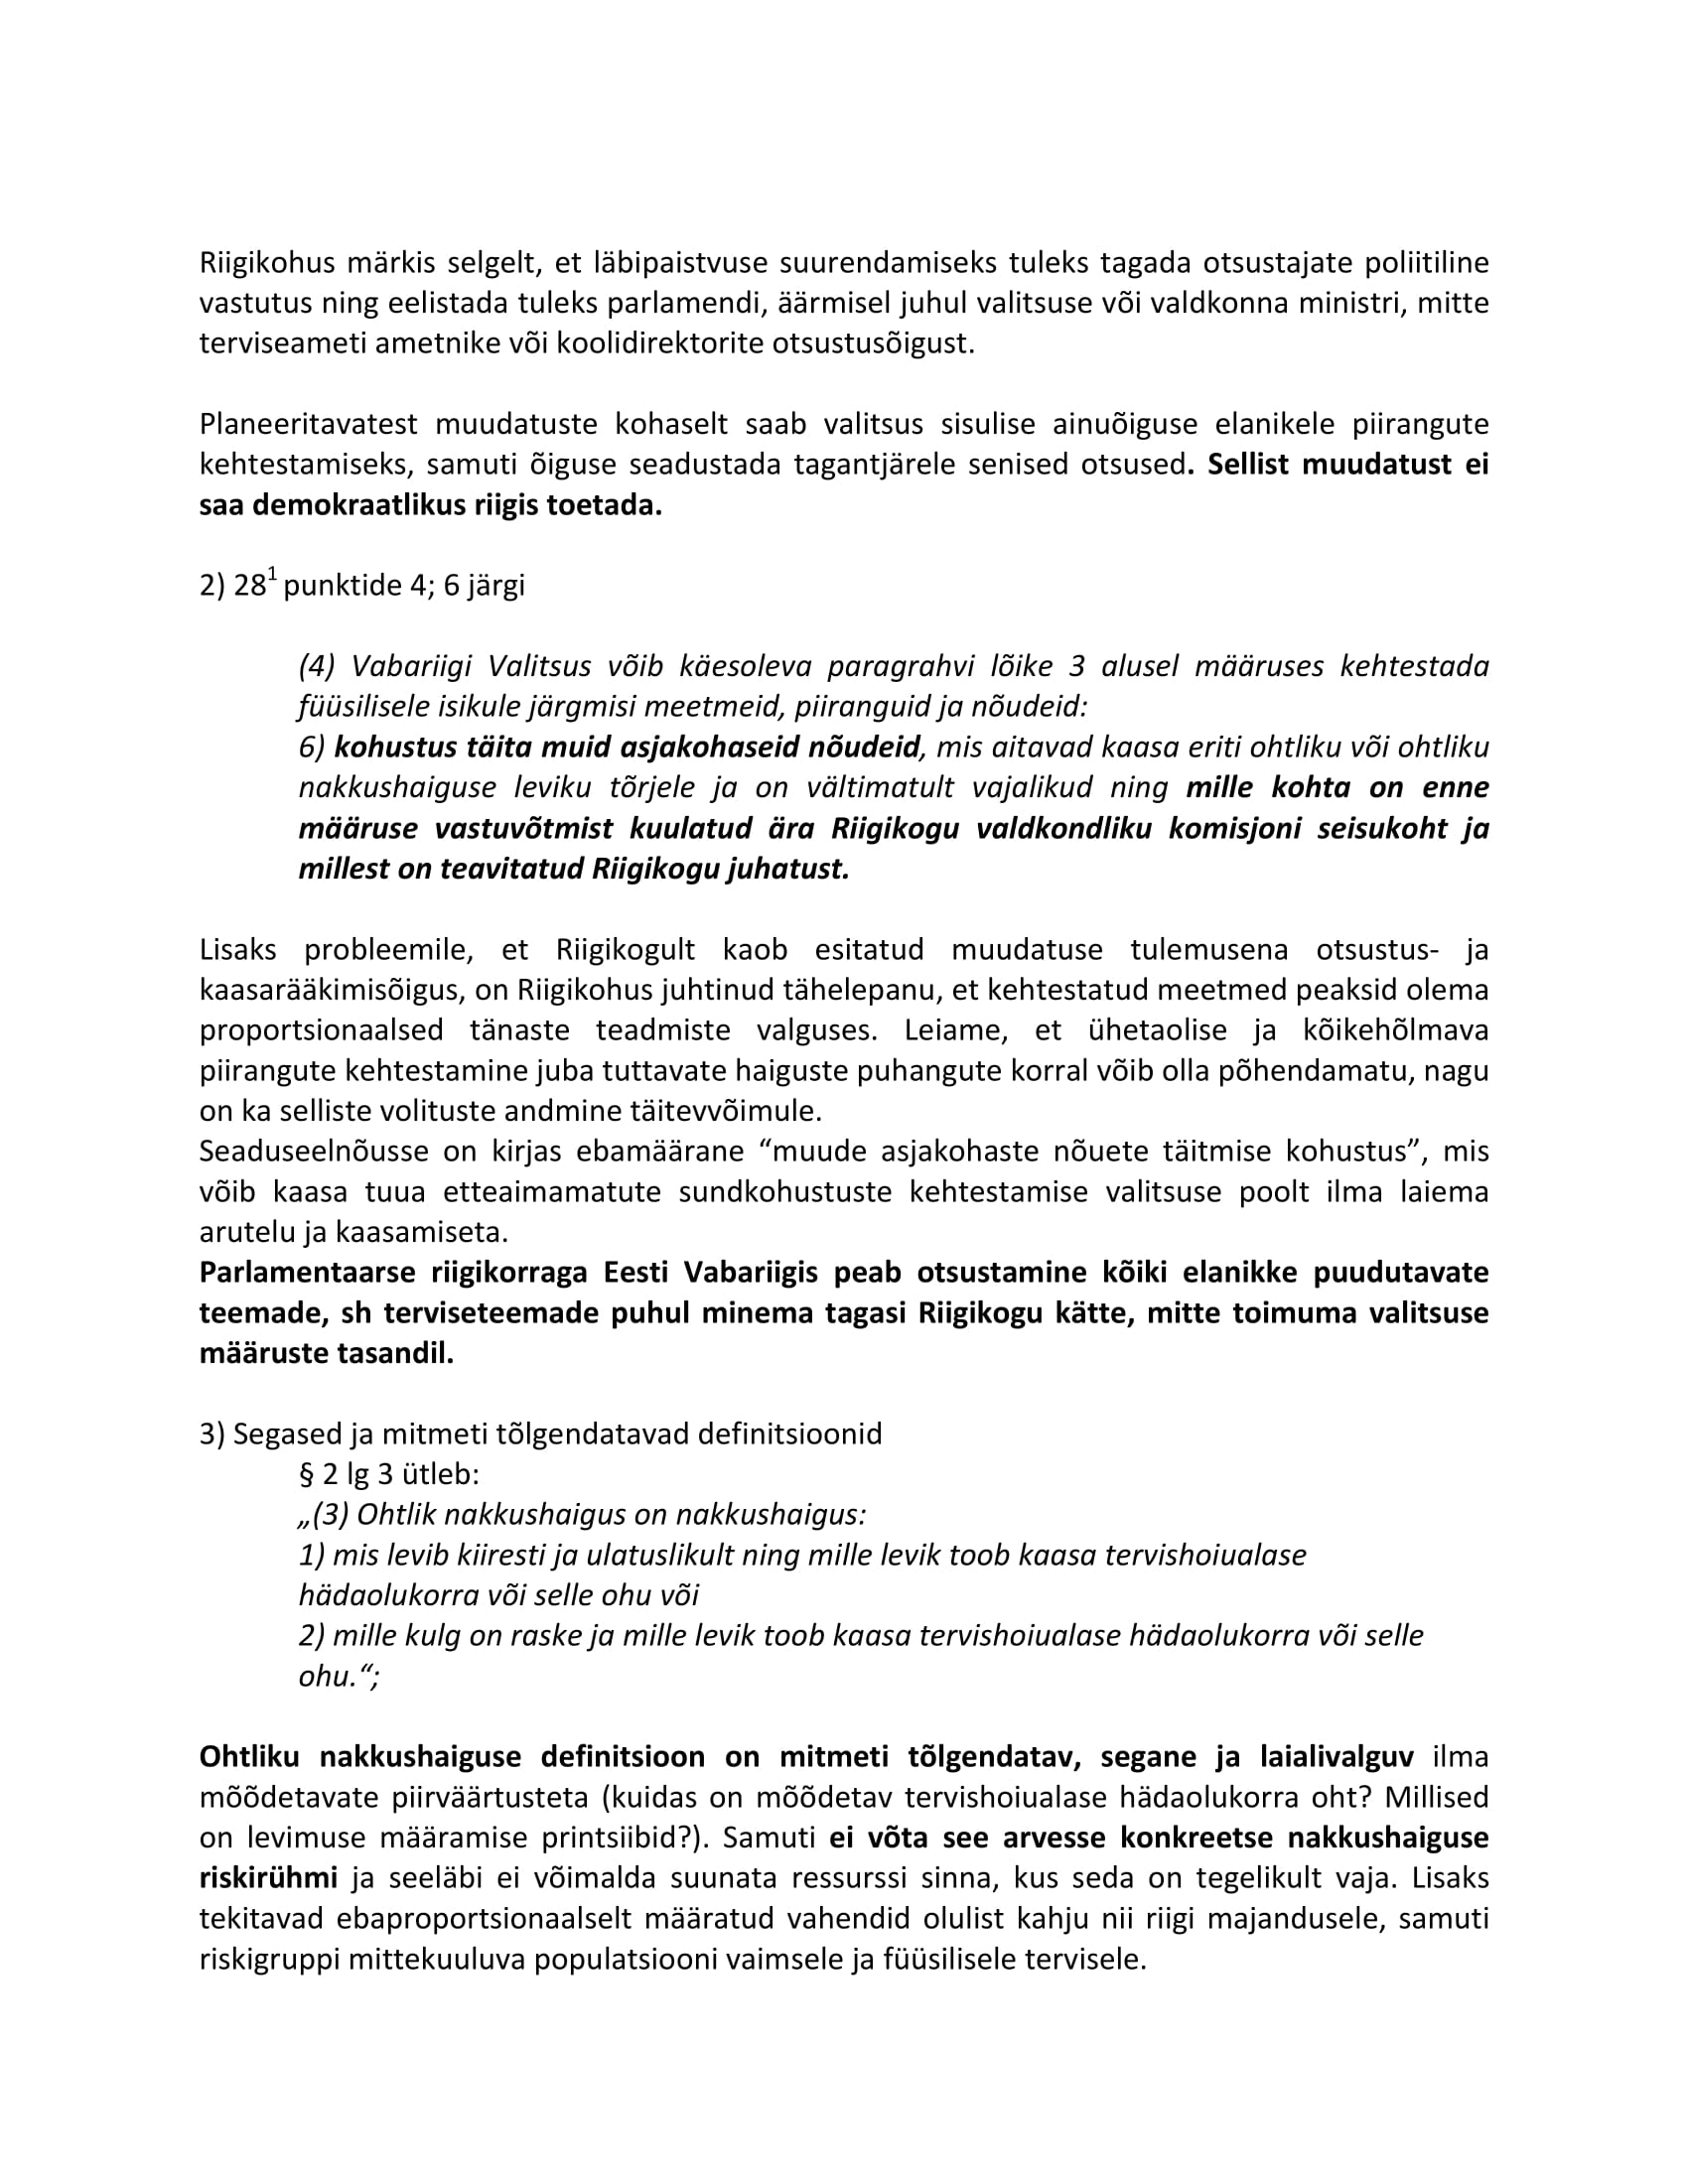 Riigikohus märkis selgelt, et läbipaistvuse suurendamiseks tuleks tagada otsustajate poliitiline
vastutus ning eelistada tuleks parlamendi, äärmisel juhul valitsuse või valdkonna ministri, mitte
terviseameti ametnike või koolidirektorite otsustusõigust.
Planeeritavatest muudatuste kohaselt saab valitsus sisulise ainuõiguse elanikele piirangute
kehtestamiseks, samuti õiguse seadustada tagantjärele senised otsused. Sellist muudatust ei
saa demokraatlikus riigis toetada.
2) 28¹ punktide 4; 6 järgi
(4) Vabariigi Valitsus võib käesoleva paragrahvi lõike 3 alusel määruses kehtestada
füüsilisele isikule järgmisi meetmeid, piiranguid ja nõudeid:
6) kohustus täita muid asjakohaseid nõudeid, mis aitavad kaasa eriti ohtliku või ohtliku
nakkushaiguse leviku tõrjele ja on vältimatult vajalikud ning mille kohta on enne
määruse vastuvõtmist kuulatud ära Riigikogu valdkondliku komisjoni seisukoht ja
millest on teavitatud Riigikogu juhatust.
Lisaks probleemile, et Riigikogult kaob esitatud muudatuse tulemusena otsustus- ja
kaasarääkimisõigus, on Riigikohus juhtinud tähelepanu, et kehtestatud meetmed peaksid olema
proportsionaalsed tänaste teadmiste valguses. Leiame, et ühetaolise ja kõikehõlmava
piirangute kehtestamine juba tuttavate haiguste puhangute korral võib olla põhendamatu, nagu
on ka selliste volituste andmine täitevvõimule.
Seaduseelnõusse on kirjas ebamäärane “muude asjakohaste nõuete täitmise kohustus”, mis
võib kaasa tuua etteaimamatute sundkohustuste kehtestamise valitsuse poolt ilma laiema
arutelu ja kaasamiseta.
Parlamentaarse riigikorraga Eesti Vabariigis peab otsustamine kõiki elanikke puudutavate
teemade, sh terviseteemade puhul minema tagasi Riigikogu kätte, mitte toimuma valitsuse
määruste tasandil.
3) Segased ja mitmeti tõlgendatavad definitsioonid
§ 2 lg 3 ütleb:
„(3) Ohtlik nakkushaigus on nakkushaigus:
1) mis levib kiiresti ja ulatuslikult ning mille levik toob kaasa tervishoiualase
hädaolukorra või selle ohu või
2) mille kulg on raske ja mille levik toob kaasa tervishoiualase hädaolukorra või selle
ohu.“;
Ohtliku nakkushaiguse definitsioon on mitmeti tõlgendatav, segane ja laialivalguv ilma
mõõdetavate piirväärtusteta (kuidas on mõõdetav tervishoiualase hädaolukorra oht? Millised
on levimuse määramise printsiibid?). Samuti ei võta see arvesse konkreetse nakkushaiguse
riskirühmi ja seeläbi ei võimalda suunata ressurssi sinna, kus seda on tegelikult vaja. Lisaks
tekitavad ebaproportsionaalselt määratud vahendid olulist kahju nii riigi majandusele, samuti
riskigruppi mittekuuluva populatsiooni vaimsele ja füüsilisele tervisele.